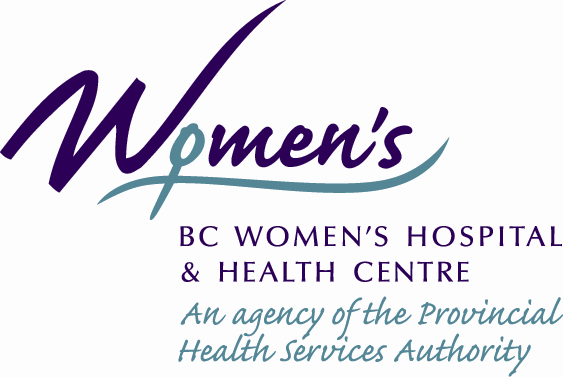 Women's
BC WOMEN'S HOSPITAL
& HEALTH CENTRE
An agency of the Provincial
Health Services Authority